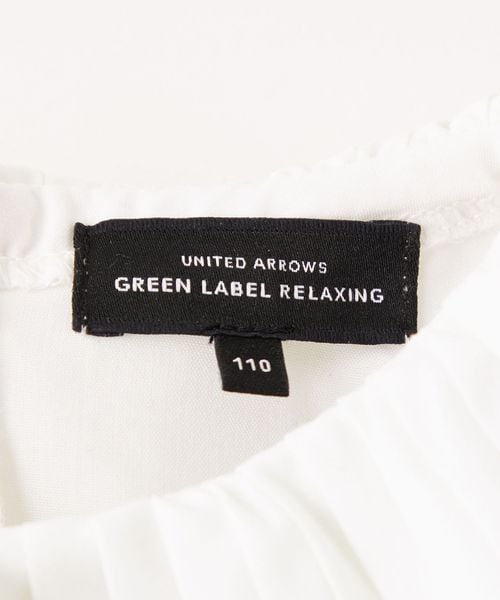 UNITED ARROWS
GREEN LABEL RELAXING
110